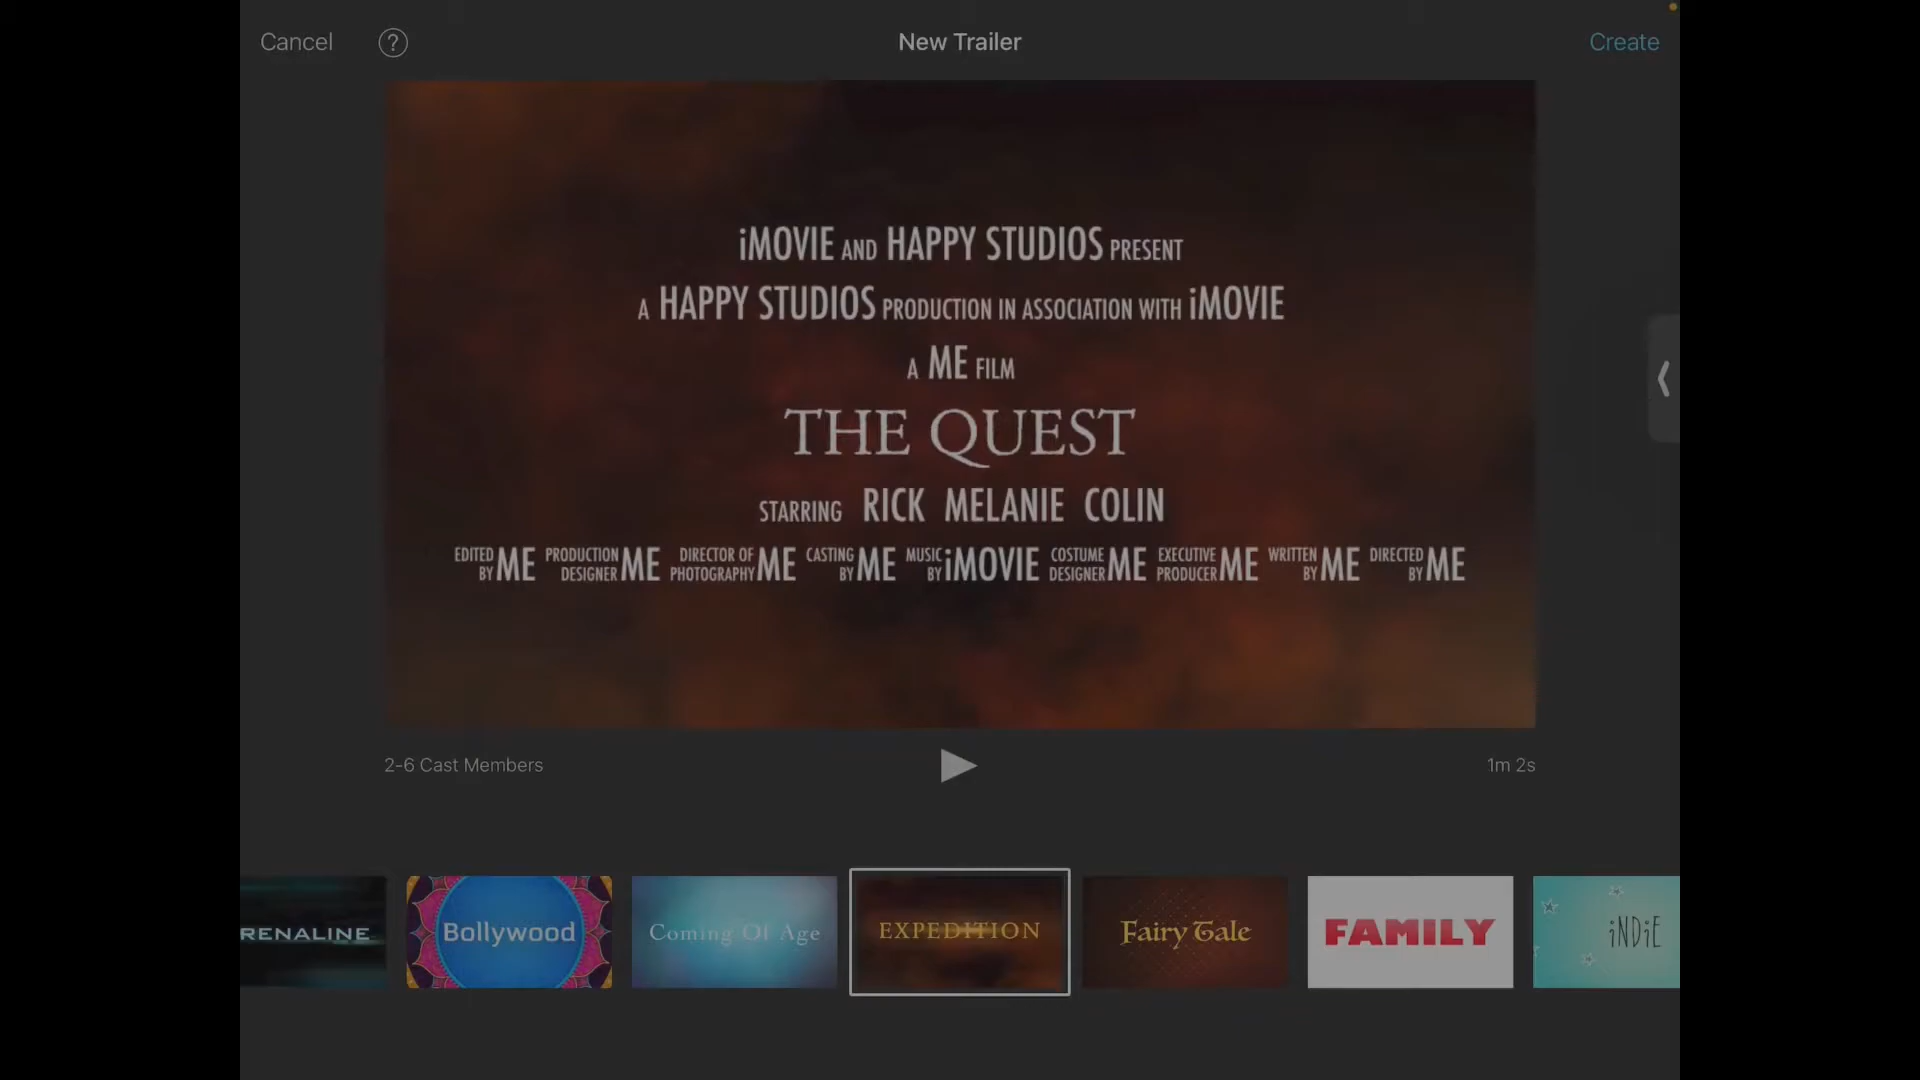 Cancel ? New Trailer Create
iMOVIE AND HAPPY STUDIOS PRESENT
A HAPPY STUDIOS PRODUCTION IN ASSOCIATION WITH iMOVIE
A ME FILM
THE QUEST
STARRING RICK MELANIE COLIN
EDITED BY ME PRODUCTION DESIGNER ME DIRECTOR OF PHOTOGRAPHY ME CASTING BY ME MUSIC BY iMOVIE COSTUME DESIGNER ME EXECUTIVE PRODUCER ME WRITTEN BY ME DIRECTED BY ME
2-6 Cast Members 1m 2s
RENALINE Bollywood Coming Of Age EXPEDITION Fairy Tale FAMILY iNDiE